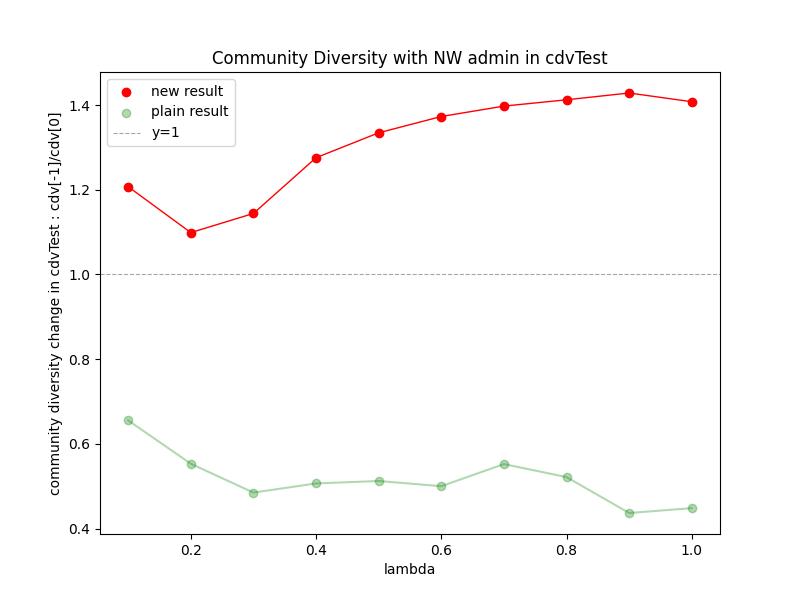 Community Diversity with NW admin in cdvTest
new result
plain result
y=1
community diversity change in cdvTest : cdv[-1]/cdv[0]
1.4
1.2
1.0
0.8
0.6
0.4
0.2 0.4 0.6 0.8 1.0
lambda